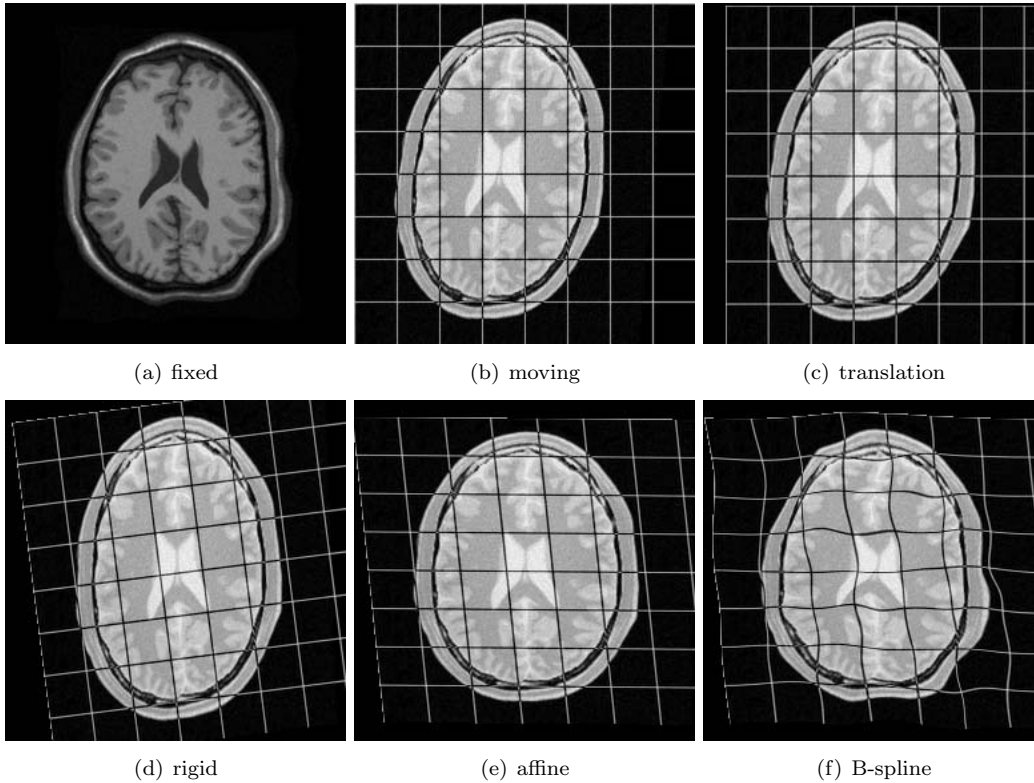 (a) fixed
(b) moving
(c) translation
(d) rigid
(e) affine
(f) B-spline